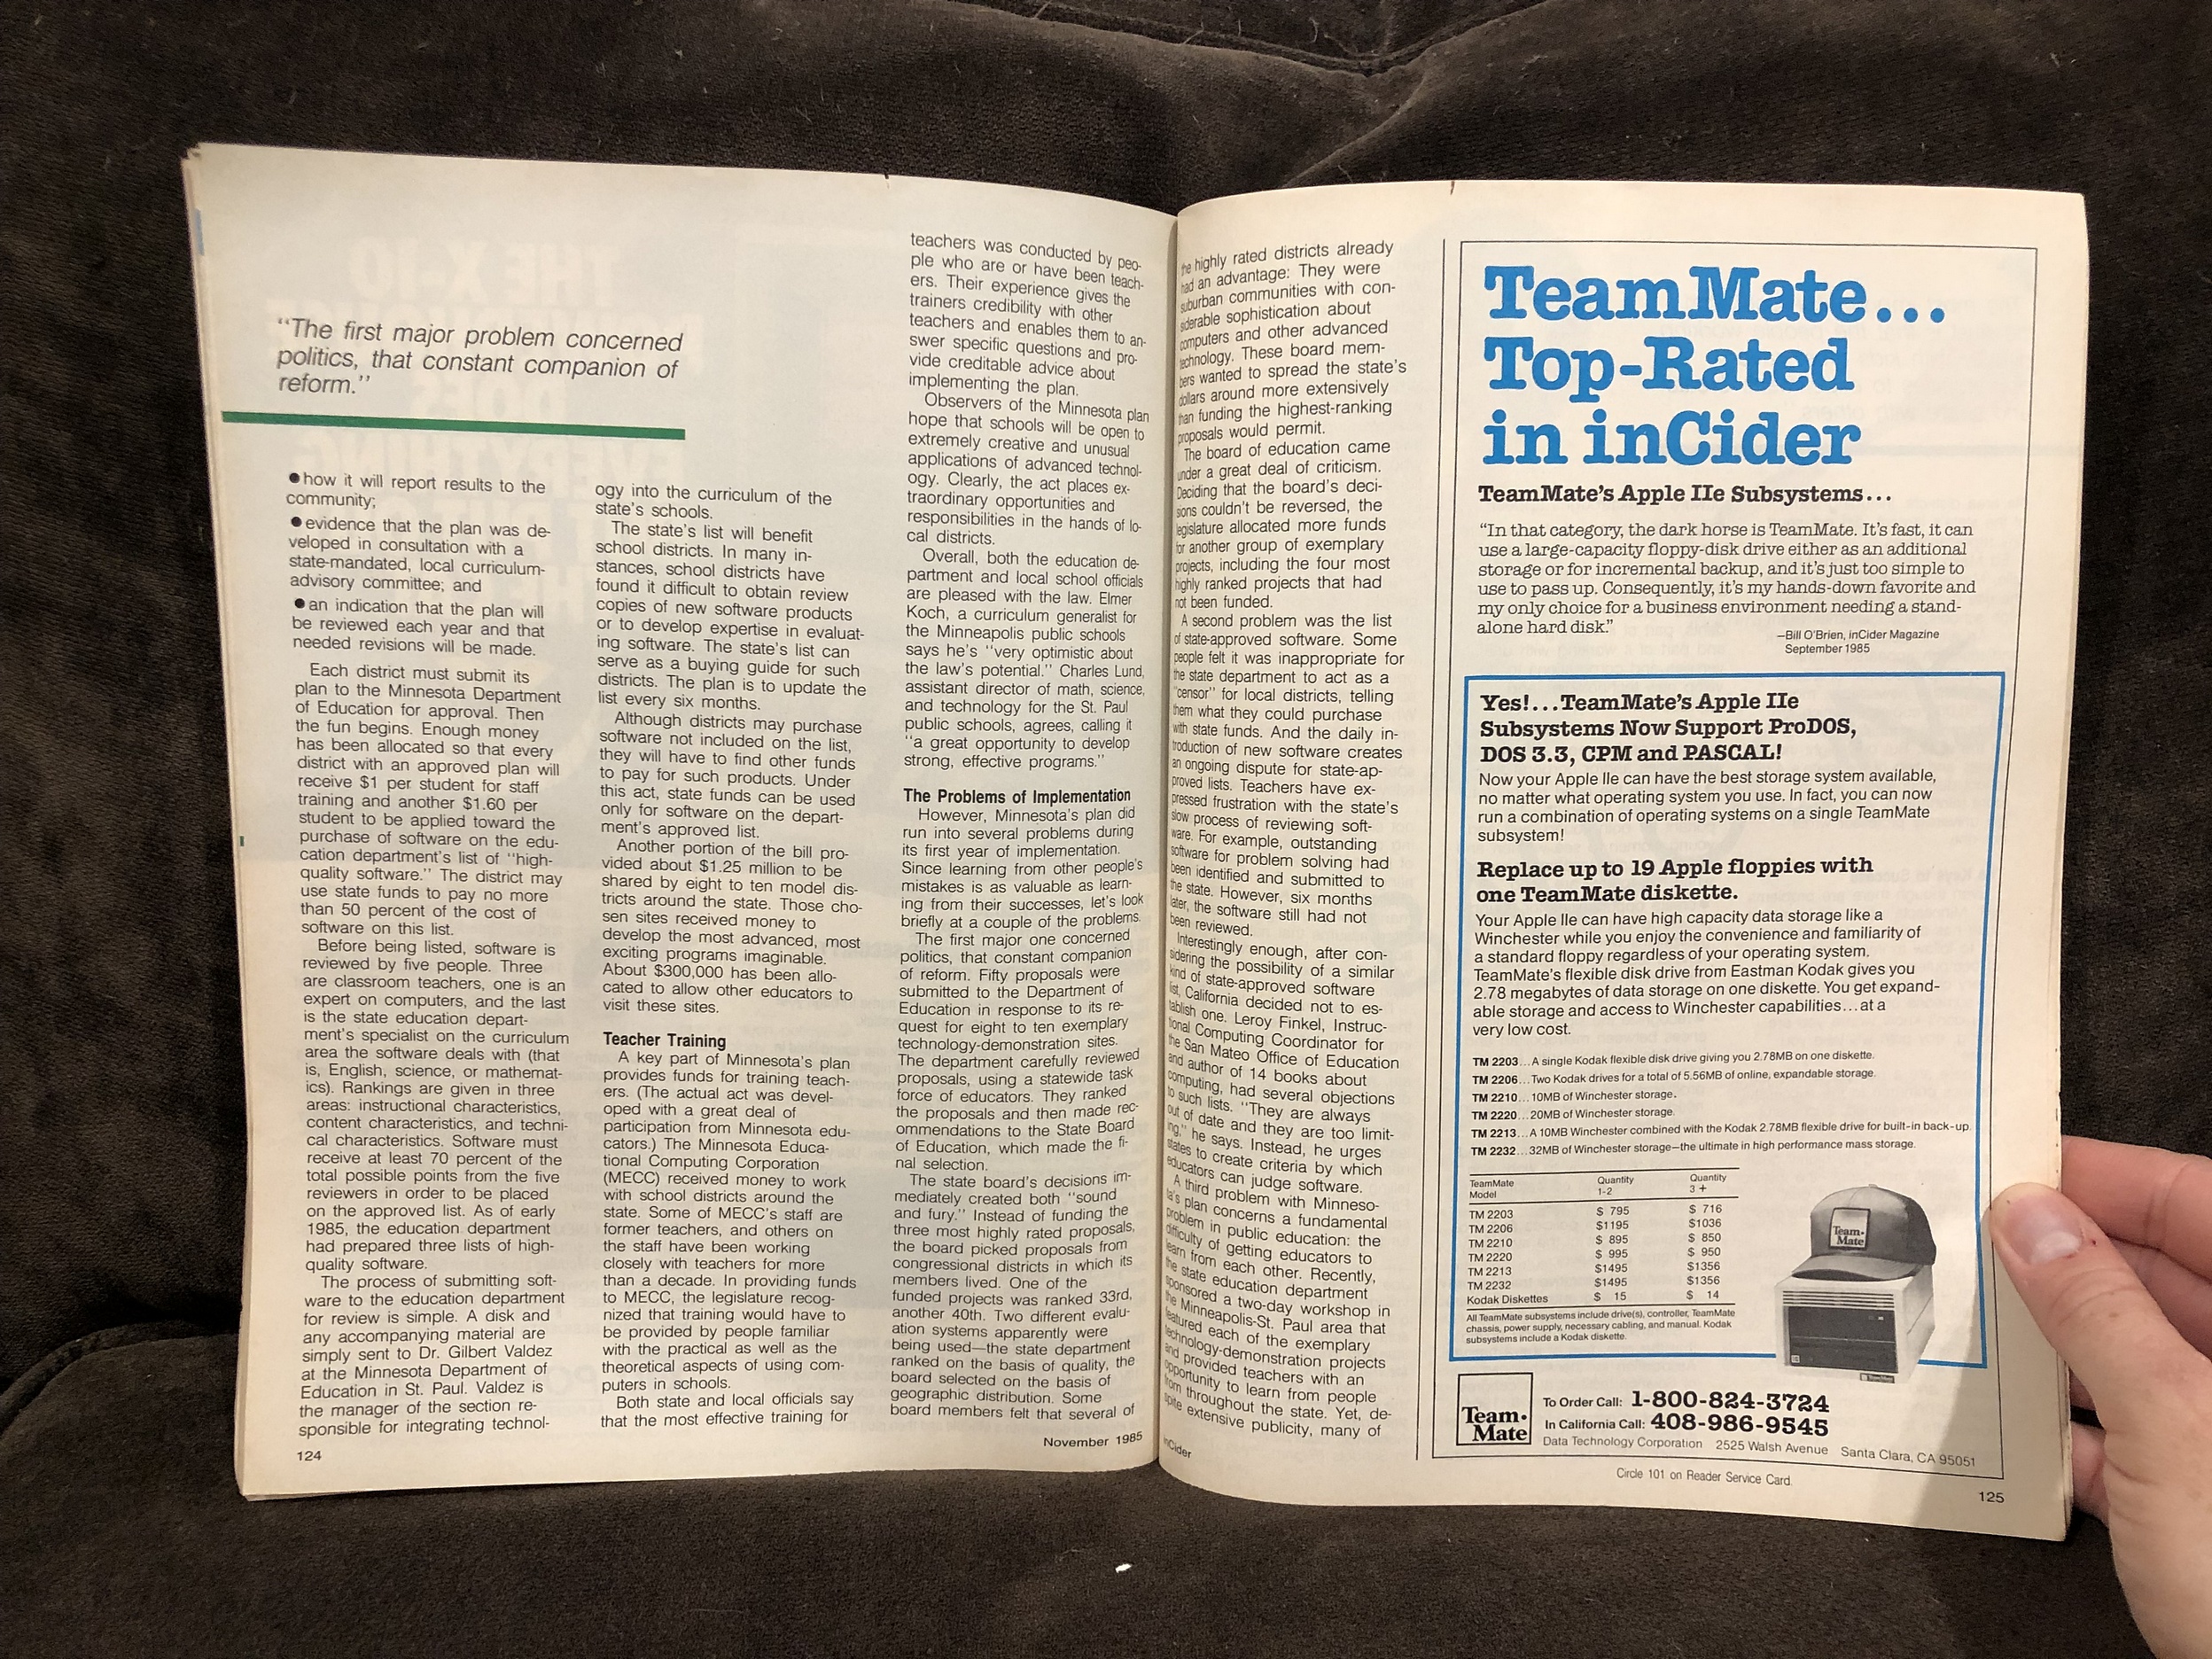 "The first major problem concerned
politics, that constant companion of
reform."
●how it will report results to the
community;
●evidence that the plan was de-
veloped in consultation with a
state-mandated, local curriculum-
advisory committee; and
●an indication that the plan will
be reviewed each year and that
needed revisions will be made.
Each district must submit its
plan to the Minnesota Department
of Education for approval. Then
the fun begins. Enough money
has been allocated so that every
district with an approved plan will
receive $1 per student for staff
training and another $1.60 per
student to be applied toward the
purchase of software on the edu-
cation department's list of "high-
quality software." The district may
use state funds to pay no more
than 50 percent of the cost of
software on this list.
Before being listed, software is
reviewed by five people. Three
are classroom teachers, one is an
expert on computers, and the last
is the state education depart-
ment's specialist on the curriculum
area the software deals with (that
is, English, science, or mathemat-
ics). Rankings are given in three
areas: instructional characteristics,
content characteristics, and techni-
cal characteristics. Software must
receive at least 70 percent of the
total possible points from the five
reviewers in order to be placed
on the approved list. As of early
1985, the education department
had prepared three lists of high-
quality software.
The process of submitting soft-
ware to the education department
for review is simple. A disk and
any accompanying material are
simply sent to Dr. Gilbert Valdez
at the Minnesota Department of
Education in St. Paul. Valdez is
the manager of the section re-
sponsible for integrating technol-
ogy into the curriculum of the
state's schools.
The state's list will benefit
school districts. In many in-
stances, school districts have
found it difficult to obtain review
copies of new software products
or to develop expertise in evaluat-
ing software. The state's list can
serve as a buying guide for such
districts. The plan is to update the
list every six months.
Although districts may purchase
software not included on the list,
they will have to find other funds
to pay for such products. Under
this act, state funds can be used
only for software on the depart-
ment's approved list.
Another portion of the bill pro-
vided about $1.25 million to be
shared by eight to ten model dis-
tricts around the state. Those cho-
sen sites received money to
develop the most advanced, most
exciting programs imaginable.
About $300,000 has been allo-
cated to allow other educators to
visit these sites.
Teacher Training
A key part of Minnesota's plan
provides funds for training teach-
ers. (The actual act was devel-
oped with a great deal of
participation from Minnesota edu-
cators.) The Minnesota Educa-
tional Computing Corporation
(MECC) received money to work
with school districts around the
state. Some of MECC's staff are
former teachers, and others on
the staff have been working
closely with teachers for more
than a decade. In providing funds
to MECC, the legislature recog-
nized that training would have to
be provided by people familiar
with the practical as well as the
theoretical aspects of using com-
puters in schools.
Both state and local officials say
that the most effective training for
teachers was conducted by peo-
ple who are or have been teach-
ers. Their experience gives the
trainers credibility with other
teachers and enables them to an-
swer specific questions and pro-
vide creditable advice about
implementing the plan.
Observers of the Minnesota plan
hope that schools will be open to
extremely creative and unusual
applications of advanced technol-
ogy. Clearly, the act places ex-
traordinary opportunities and
responsibilities in the hands of lo-
cal districts.
Overall, both the education de-
partment and local school officials
are pleased with the law. Elmer
Koch, a curriculum generalist for
the Minneapolis public schools
says he's "very optimistic about
the law's potential." Charles Lund,
assistant director of math, science,
and technology for the St. Paul
public schools, agrees, calling it
"a great opportunity to develop
strong, effective programs."
The Problems of Implementation
However, Minnesota's plan did
run into several problems during
its first year of implementation.
Since learning from other people's
mistakes is as valuable as learn-
ing from their successes, let's look
briefly at a couple of the problems.
The first major one concerned
politics, that constant companion
of reform. Fifty proposals were
submitted to the Department of
Education in response to its re-
quest for eight to ten exemplary
technology-demonstration sites.
The department carefully reviewed
proposals, using a statewide task
force of educators. They ranked
the proposals and then made rec-
ommendations to the State Board
of Education, which made the fi-
nal selection.
The state board's decisions im-
mediately created both "sound
and fury." Instead of funding the
three most highly rated proposals,
the board picked proposals from
congressional districts in which its
members lived. One of the
funded projects was ranked 33rd,
another 40th. Two different evalu-
ation systems apparently were
being used—the state department
ranked on the basis of quality, the
board selected on the basis of
geographic distribution. Some
board members felt that several of
124
November 1985
the highly rated districts already
had an advantage: They were
suburban communities with con-
siderable sophistication about
computers and other advanced
technology. These board mem-
bers wanted to spread the state's
dollars around more extensively
than funding the highest-ranking
proposals would permit.
The board of education came
under a great deal of criticism.
Deciding that the board's deci-
sions couldn't be reversed, the
legislature allocated more funds
for another group of exemplary
projects, including the four most
highly ranked projects that had
not been funded.
A second problem was the list
of state-approved software. Some
people felt it was inappropriate for
the state department to act as a
"censor" for local districts, telling
them what they could purchase
with state funds. And the daily in-
troduction of new software creates
an ongoing dispute for state-ap-
proved lists. Teachers have ex-
pressed frustration with the state's
slow process of reviewing soft-
ware. For example, outstanding
software for problem solving had
been identified and submitted to
the state. However, six months
later, the software still had not
been reviewed.
Interestingly enough, after con-
sidering the possibility of a similar
kind of state-approved software
list, California decided not to es-
tablish one. Leroy Finkel, Instruc-
tional Computing Coordinator for
the San Mateo Office of Education
and author of 14 books about
computing, had several objections
to such lists. "They are always
out of date and they are too limit-
ing," he says. Instead, he urges
states to create criteria by which
educators can judge software.
A third problem with Minneso-
ta's plan concerns a fundamental
problem in public education: the
difficulty of getting educators to
learn from each other. Recently,
the state education department
sponsored a two-day workshop in
the Minneapolis-St. Paul area that
featured each of the exemplary
technology-demonstration projects
and provided teachers with an
opportunity to learn from people
from throughout the state. Yet, de-
spite extensive publicity, many of
inCider
TeamMate...
Top-Rated
in inCider
TeamMate's Apple IIe Subsystems...
"In that category, the dark horse is TeamMate. It's fast, it can
use a large-capacity floppy-disk drive either as an additional
storage or for incremental backup, and it's just too simple to
use to pass up. Consequently, it's my hands-down favorite and
my only choice for a business environment needing a stand-
alone hard disk."
—Bill O'Brien, inCider Magazine
September 1985
Yes!...TeamMate's Apple IIe
Subsystems Now Support ProDOS,
DOS 3.3, CPM and PASCAL!
Now your Apple IIe can have the best storage system available,
no matter what operating system you use. In fact, you can now
run a combination of operating systems on a single TeamMate
subsystem!
Replace up to 19 Apple floppies with
one TeamMate diskette.
Your Apple IIe can have high capacity data storage like a
Winchester while you enjoy the convenience and familiarity of
a standard floppy regardless of your operating system.
TeamMate's flexible disk drive from Eastman Kodak gives you
2.78 megabytes of data storage on one diskette. You get expand-
able storage and access to Winchester capabilities...at a
very low cost.
TM 2203...A single Kodak flexible disk drive giving you 2.78MB on one diskette.
TM 2206...Two Kodak drives for a total of 5.56MB of online, expandable storage.
TM 2210...10MB of Winchester storage.
TM 2220...20MB of Winchester storage.
TM 2213...A 10MB Winchester combined with the Kodak 2.78MB flexible drive for built-in back-up.
TM 2232...32MB of Winchester storage—the ultimate in high performance mass storage.
TeamMate Model Quantity 1-2 Quantity 3 +
TM 2203 $ 795 $ 716
TM 2206 $1195 $1036
TM 2210 $ 895 $ 850
TM 2220 $ 995 $ 950
TM 2213 $1495 $1356
TM 2232 $1495 $1356
Kodak Diskettes $ 15 $ 14
All TeamMate subsystems include drive(s), controller, TeamMate
chassis, power supply, necessary cabling, and manual. Kodak
subsystems include a Kodak diskette.
Team-
Mate
Team-
Mate
To Order Call: 1-800-824-3724
In California Call: 408-986-9545
Data Technology Corporation 2525 Walsh Avenue Santa Clara, CA 95051
Circle 101 on Reader Service Card.
125